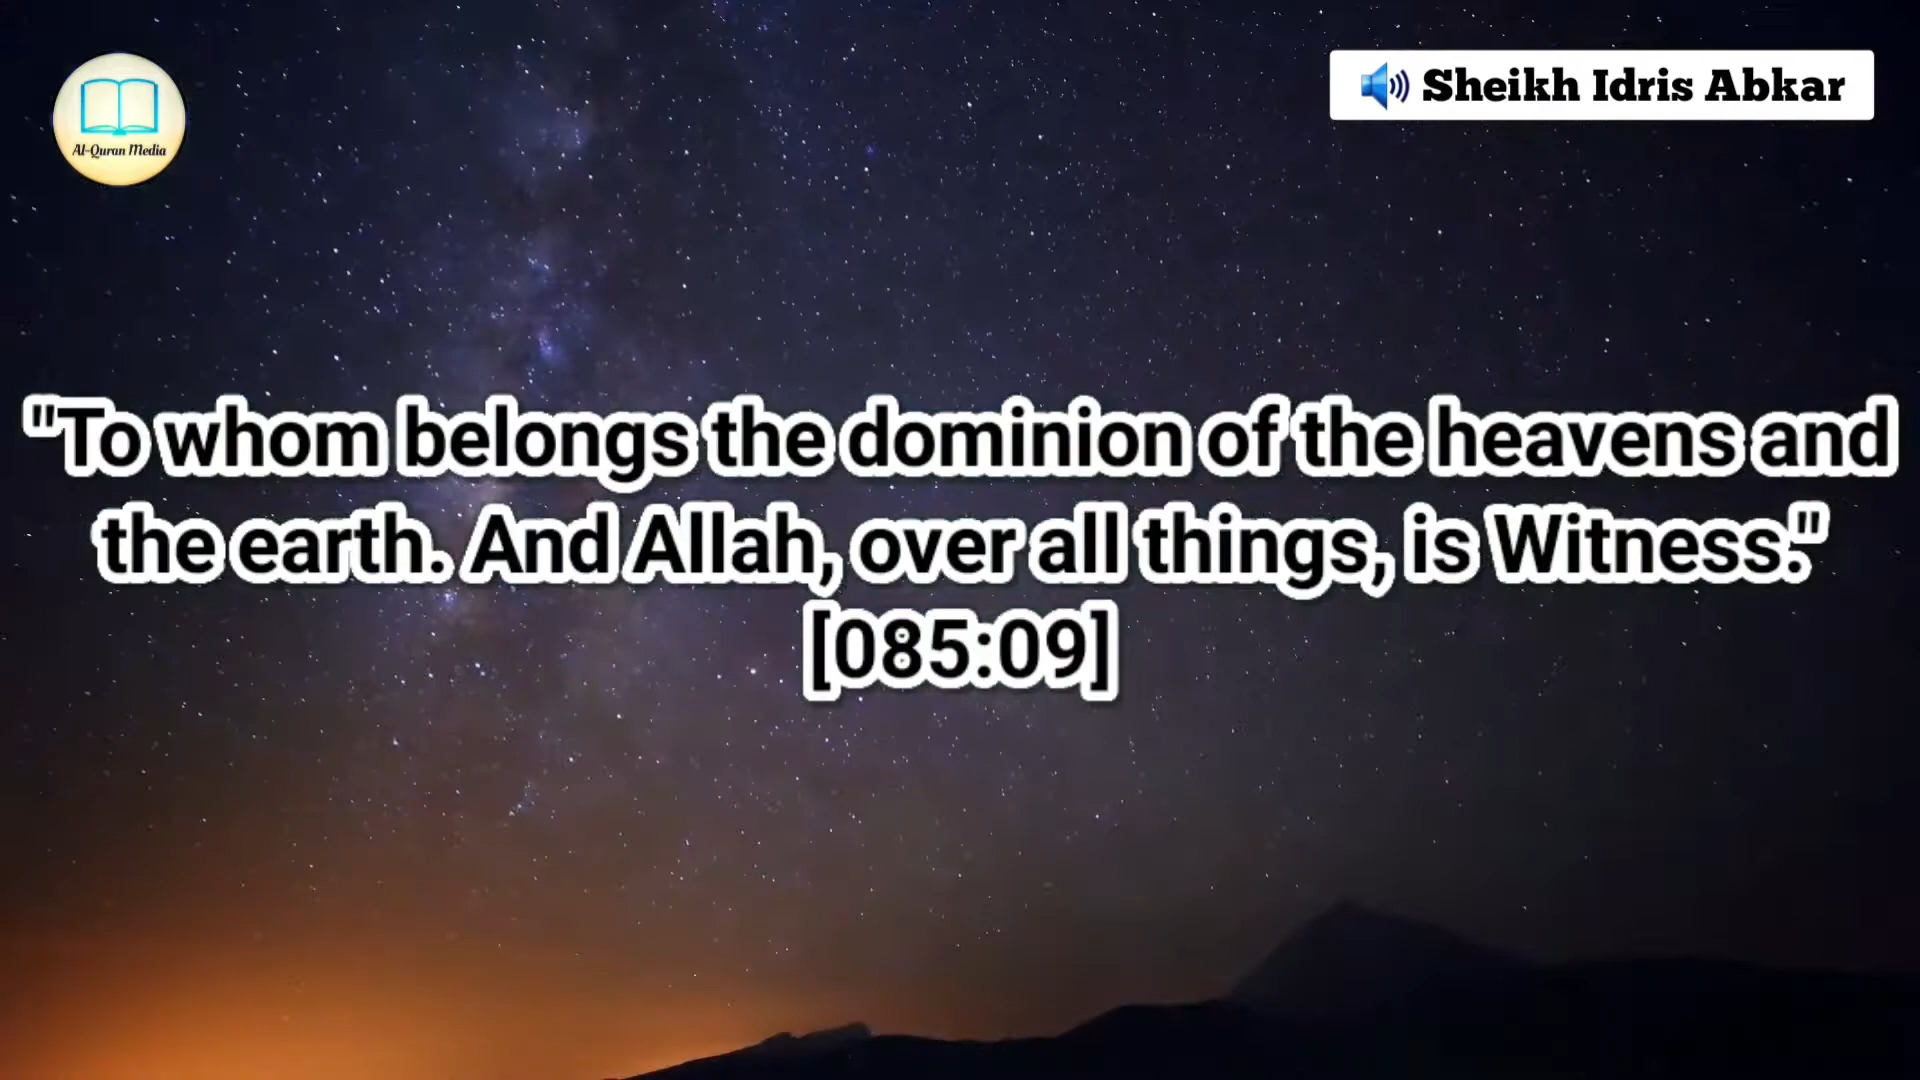 Al-Quran Media
Sheikh Idris Abkar
"To whom belongs the dominion of the heavens and
the earth. And Allah, over all things, is Witness."
[085:09]